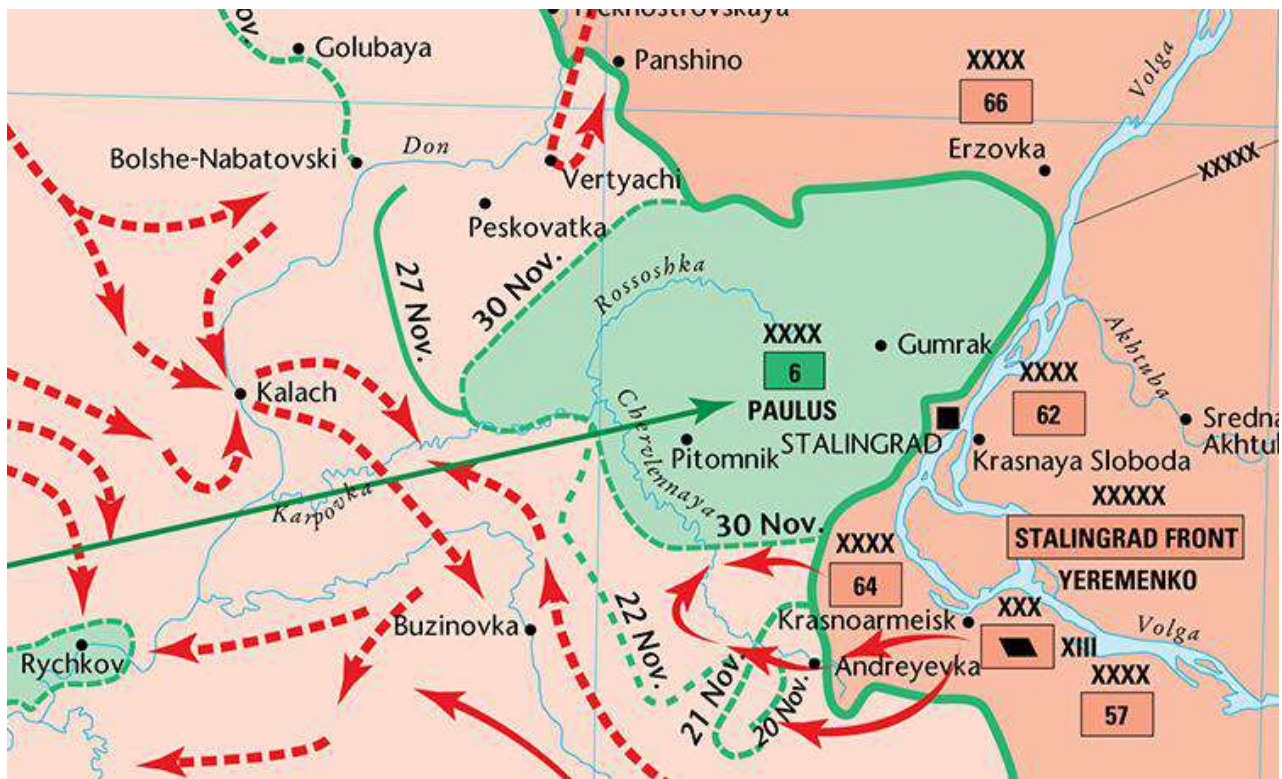 ov.
Golubaya
Panshino
XXXX
66
Volga
Erzovka
XXXXX
Bolshe-Nabatovski
Don
Vertyachi
Peskovatka
27 Nov.
30 Nov.
Rossoshka
XXXX
6
PAULUS
Gumrak
Akhtuba
Kalach
XXXX
62
Chervlennaya
Pitomnik
STALINGRAD
Krasnaya Sloboda
Sredna
Akhtub
Karpovka
XXXXX
STALINGRAD FRONT
YEREMENKO
30 Nov.
XXXX
64
22 Nov.
Buzinovka
Krasnoarmeisk
XXX
XIII
Volga
Rychkov
Andreyevka
21 Nov.
20 Nov.
XXXX
57